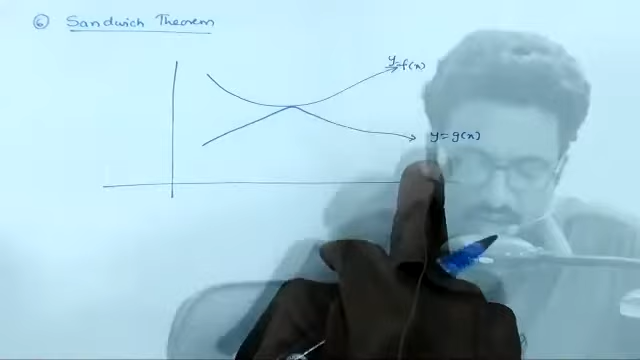 ⑥ Sandwich Theorem
y=f(x)
y=g(x)